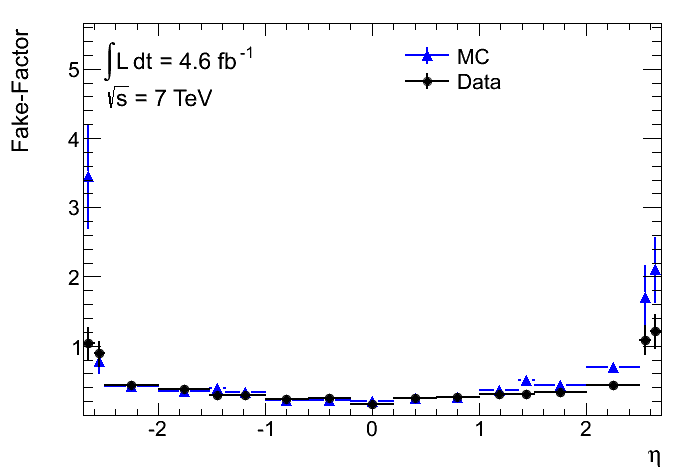 Fake-Factor
∫L dt = 4.6 fb⁻¹
√s = 7 TeV
MC
Data
5
4
3
2
1
-2 -1 0 1 2
η